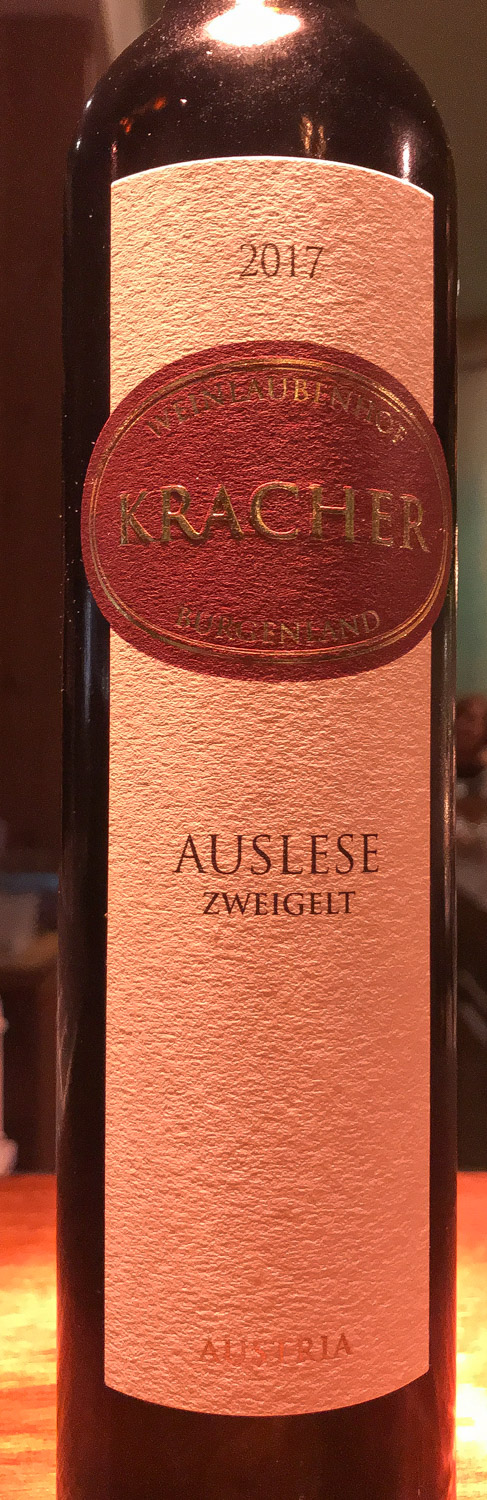 2017
WEINLAUBENHOF
KRACHER
BURGENLAND
AUSLESE
ZWEIGELT
AUSTRIA